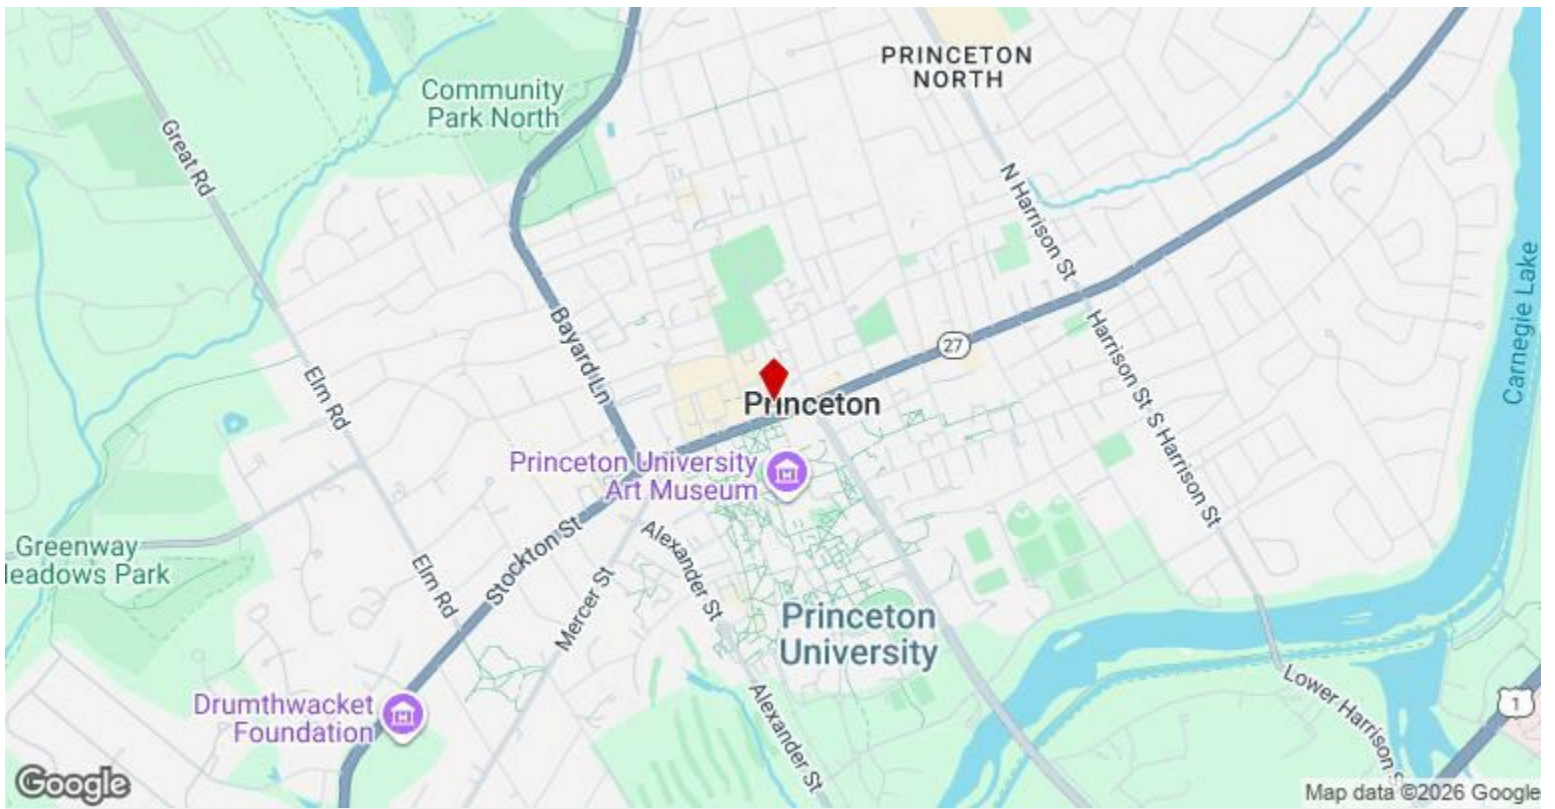 PRINCETON
NORTH
Community
Park North
Great Rd
N Harrison St
Carnegie Lake
Bayard Ln
Harrison St
27
Elm Rd
Princeton
S Harrison St
Princeton University
Art Museum
Greenway
Meadows Park
Stockton St
Alexander St
Elm Rd
Mercer St
Princeton
University
Drumthwacket
Foundation
Alexander St
Lower Harrison S
1
Google
Map data ©2026 Google